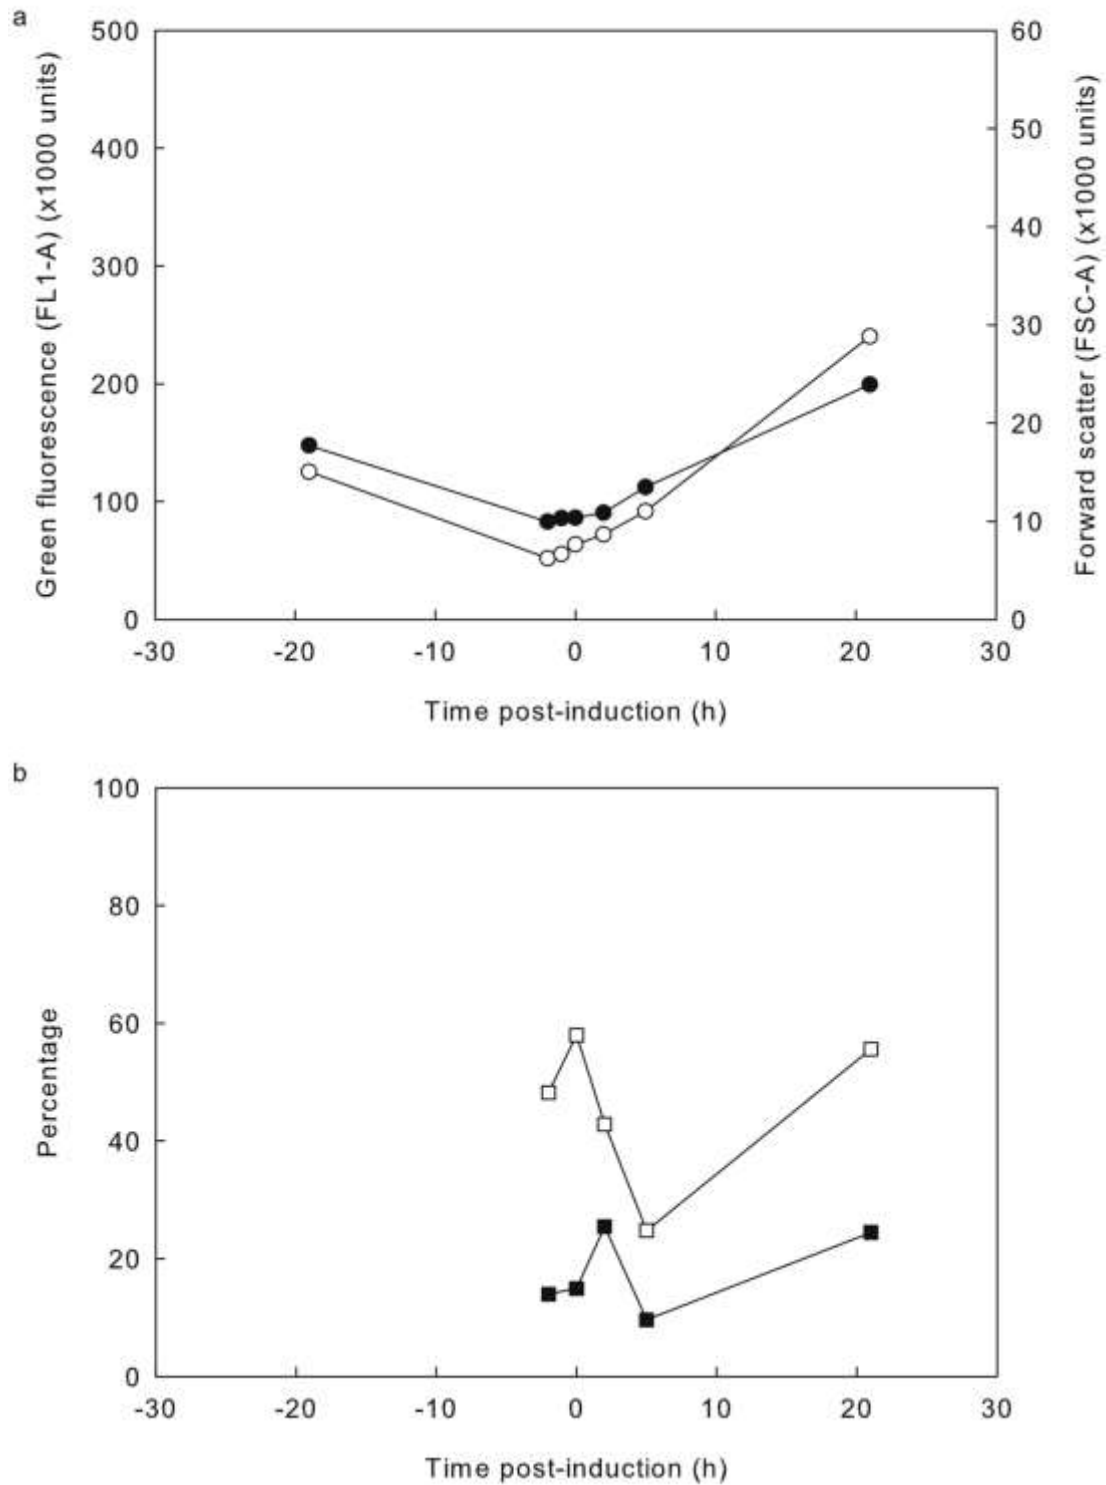 a
500
400
300
200
100
0
Green fluorescence (FL1-A) (x1000 units)
60
50
40
30
20
10
0
Forward scatter (FSC-A) (x1000 units)
-30 -20 -10 0 10 20 30
Time post-induction (h)
b
100
80
60
40
20
0
Percentage
-30 -20 -10 0 10 20 30
Time post-induction (h)